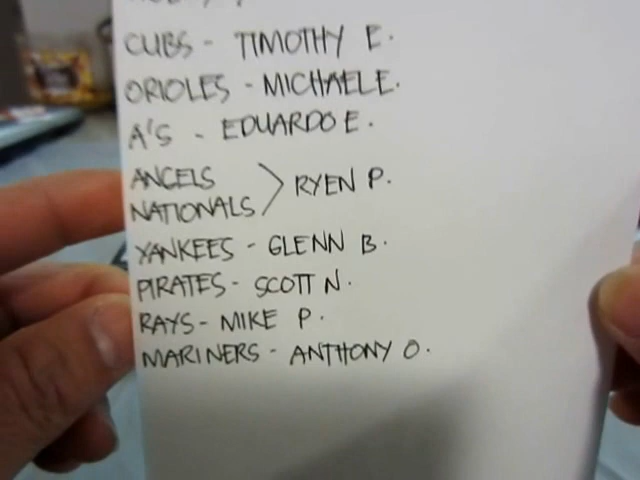 CUBS - TIMOTHY E.
ORIOLES - MICHAEL E.
A'S - EDUARDO E.
ANGELS
NATIONALS > RYEN P.
YANKEES - GLENN B.
PIRATES - SCOTT N.
RAYS - MIKE P.
MARINERS - ANTHONY O.